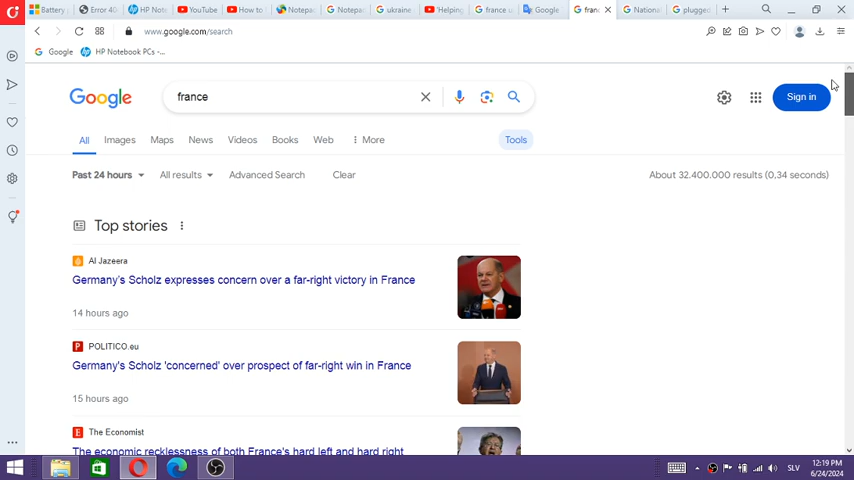 Battery
Error 40
HP Note
YouTube
How to
Notepa
Notepa
ukraine
'Helping
france u
Google
franc
Nationa
plugged
www.google.com/search
Google
HP Notebook PCs -...
Google
france
Sign in
All
Images
Maps
News
Videos
Books
Web
More
Tools
Past 24 hours
All results
Advanced Search
Clear
About 32.400.000 results (0,34 seconds)
Top stories
Al Jazeera
Germany's Scholz expresses concern over a far-right victory in France
14 hours ago
POLITICO.eu
Germany's Scholz 'concerned' over prospect of far-right win in France
15 hours ago
The Economist
The economic recklessness of both France's hard left and hard right
SLV
12:19 PM
6/24/2024